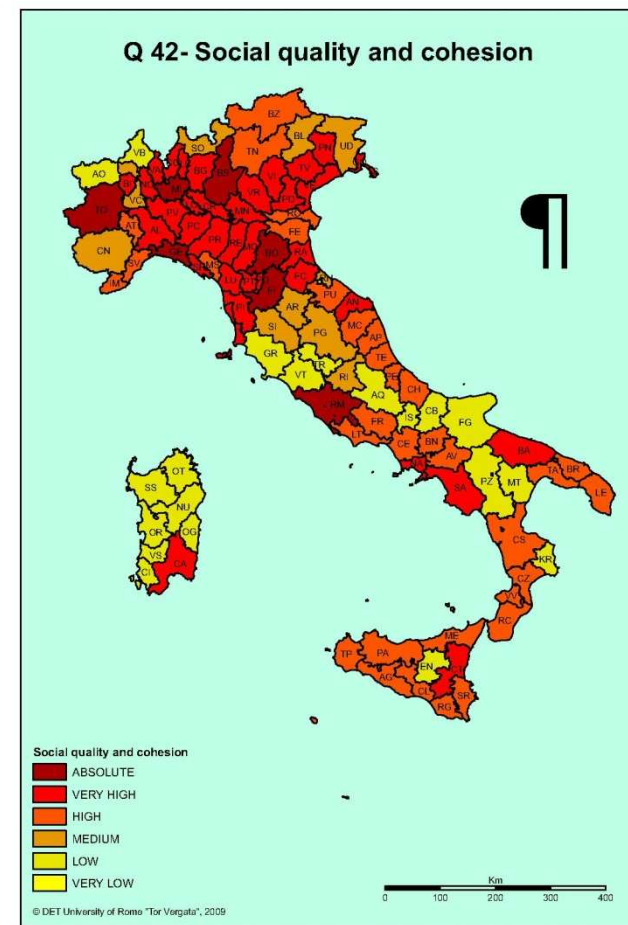 Q 42- Social quality and cohesion
¶
BZ
SO
BL
UD
VB
TN
PN
AO
BG
BS
TV
VI
TO
VC
MI
VR
PD
PV
MN
RO
AT
AL
PC
FE
CN
PR
RE
MO
BO
RA
GE
SV
MS
FC
IM
LU
PT
FI
PU
AN
PI
AR
MC
SI
PG
AP
GR
TE
TR
VT
RI
PE
CH
AQ
RM
IS
CB
FG
FR
LT
CE
BN
BA
AV
TA
BR
SA
PZ
MT
LE
OT
SS
NU
OR
OG
VS
CA
CI
CS
KR
CZ
VV
RC
ME
TP
PA
EN
AG
CL
SR
RG
Social quality and cohesion
ABSOLUTE
VERY HIGH
HIGH
MEDIUM
LOW
VERY LOW
Km
0 100 200 300 400
© DET University of Rome "Tor Vergata", 2009